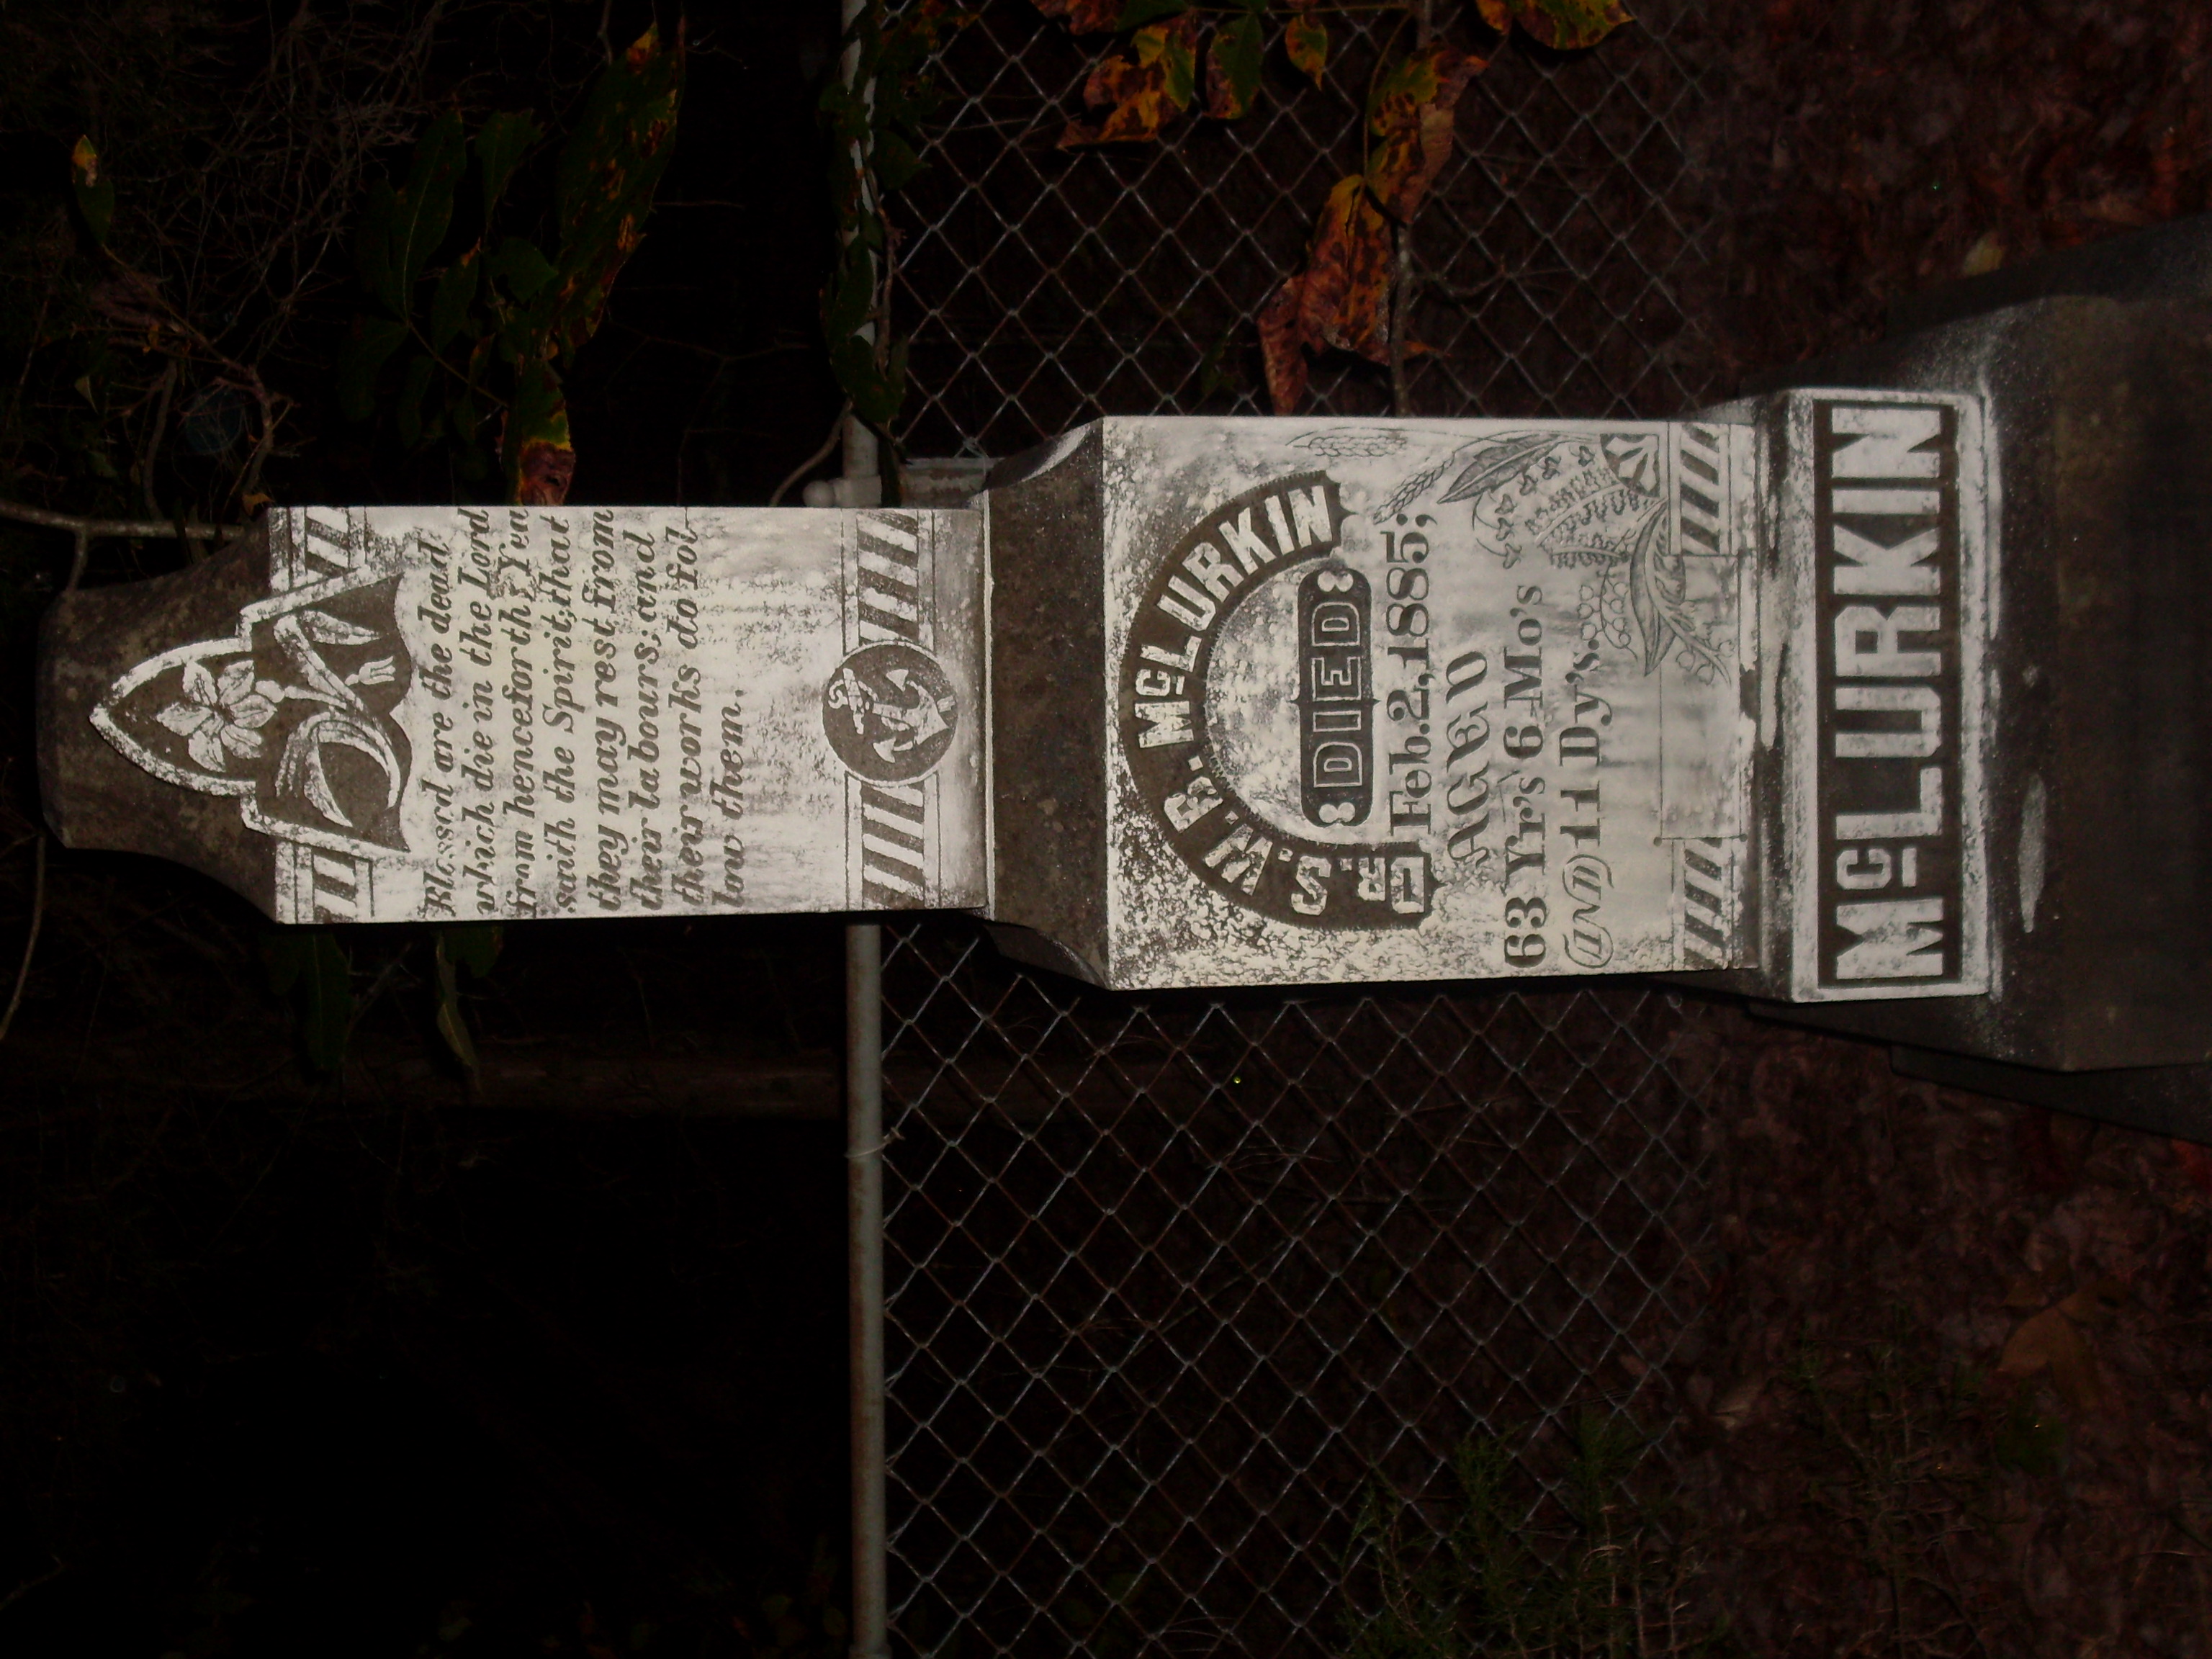 Blessed are the dead
which die in the Lord
from henceforth; Yea
saith the Spirit; that
they may rest from
their labours; and
their works do fol-
low them.
DR. S. W. B. McLURKIN
DIED
Feb. 2, 1885;
AGED
63 Yr's 6 Mo's
AND 11 Dy's.
McLURKIN